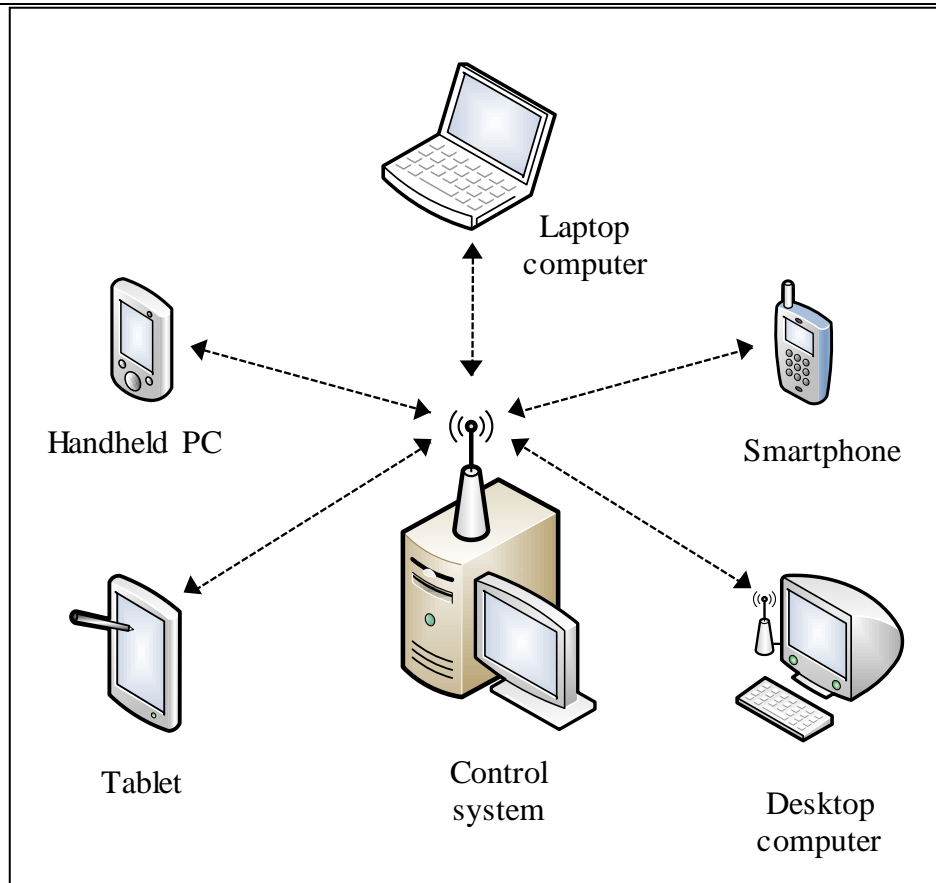 Laptop
computer
Handheld PC
Smartphone
Tablet
Control
system
Desktop
computer